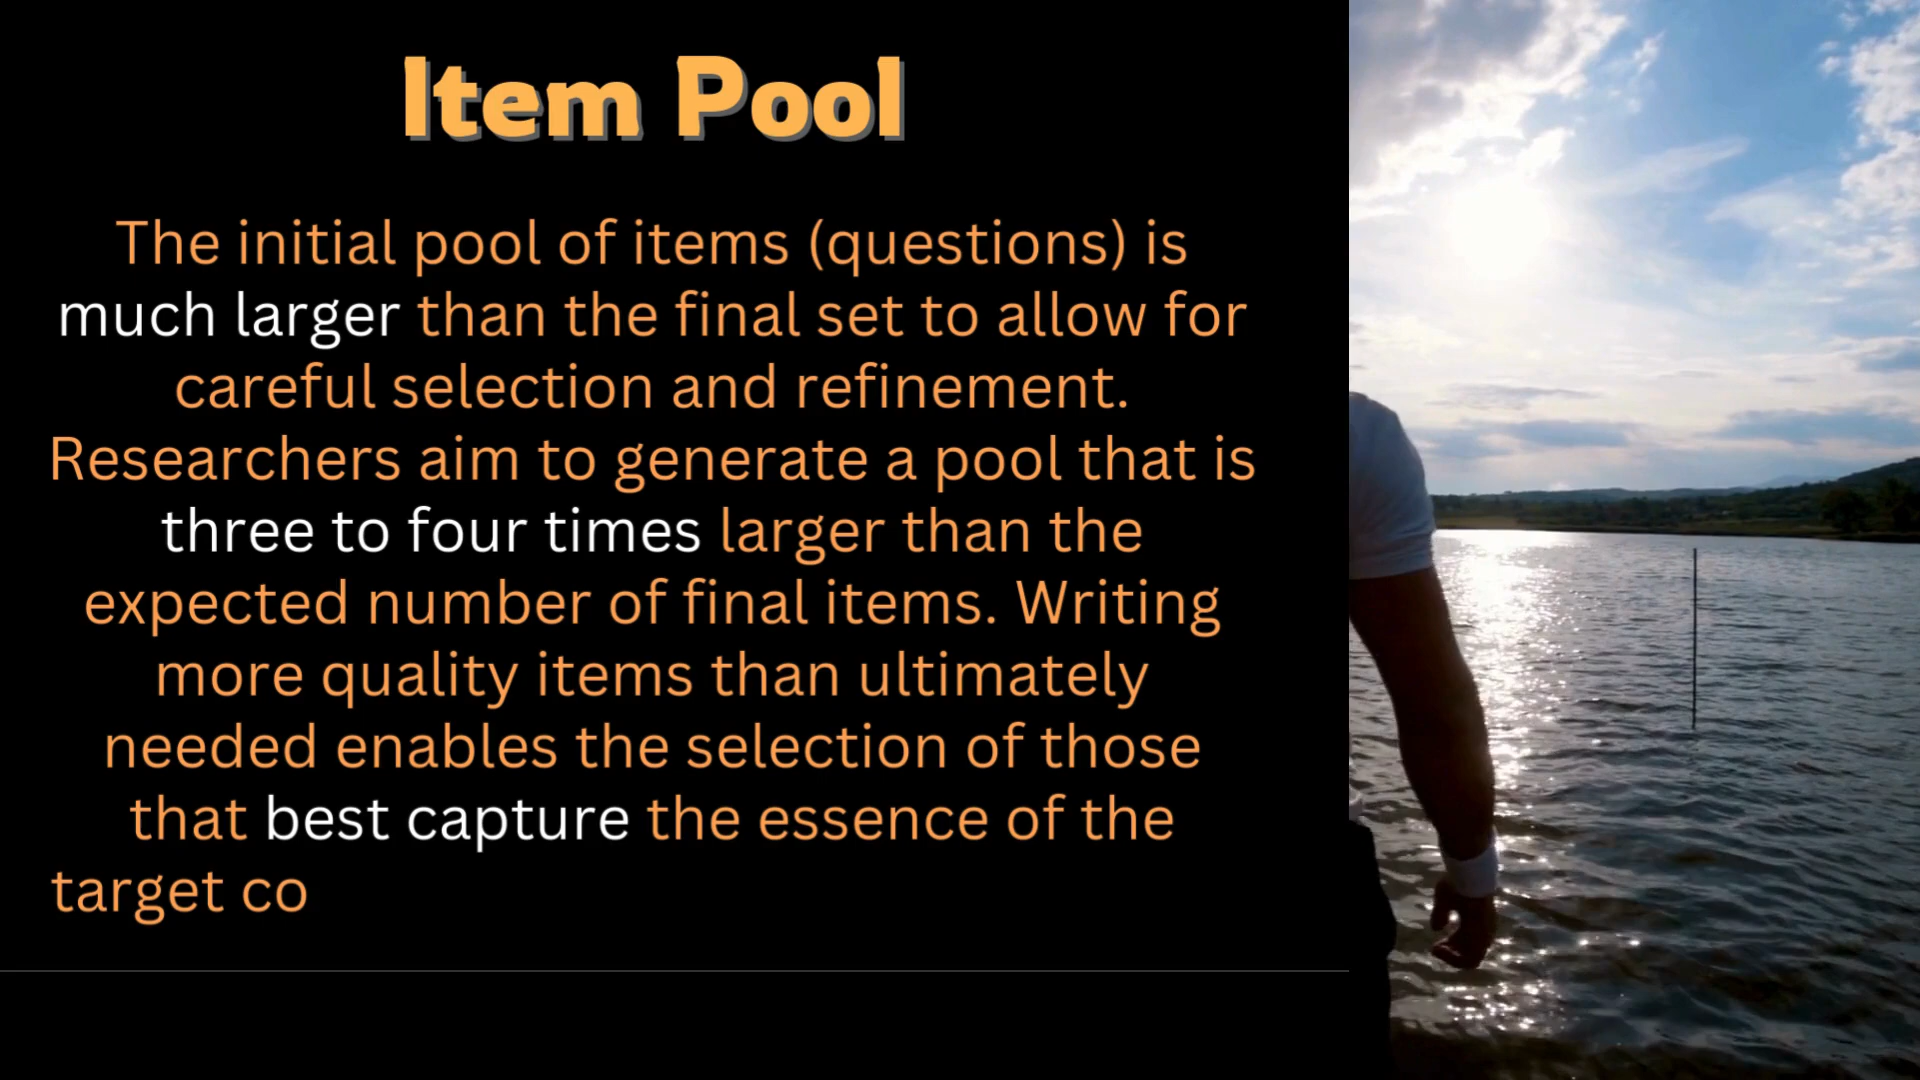 Item Pool
The initial pool of items (questions) is
much larger than the final set to allow for
careful selection and refinement.
Researchers aim to generate a pool that is
three to four times larger than the
expected number of final items. Writing
more quality items than ultimately
needed enables the selection of those
that best capture the essence of the
target co